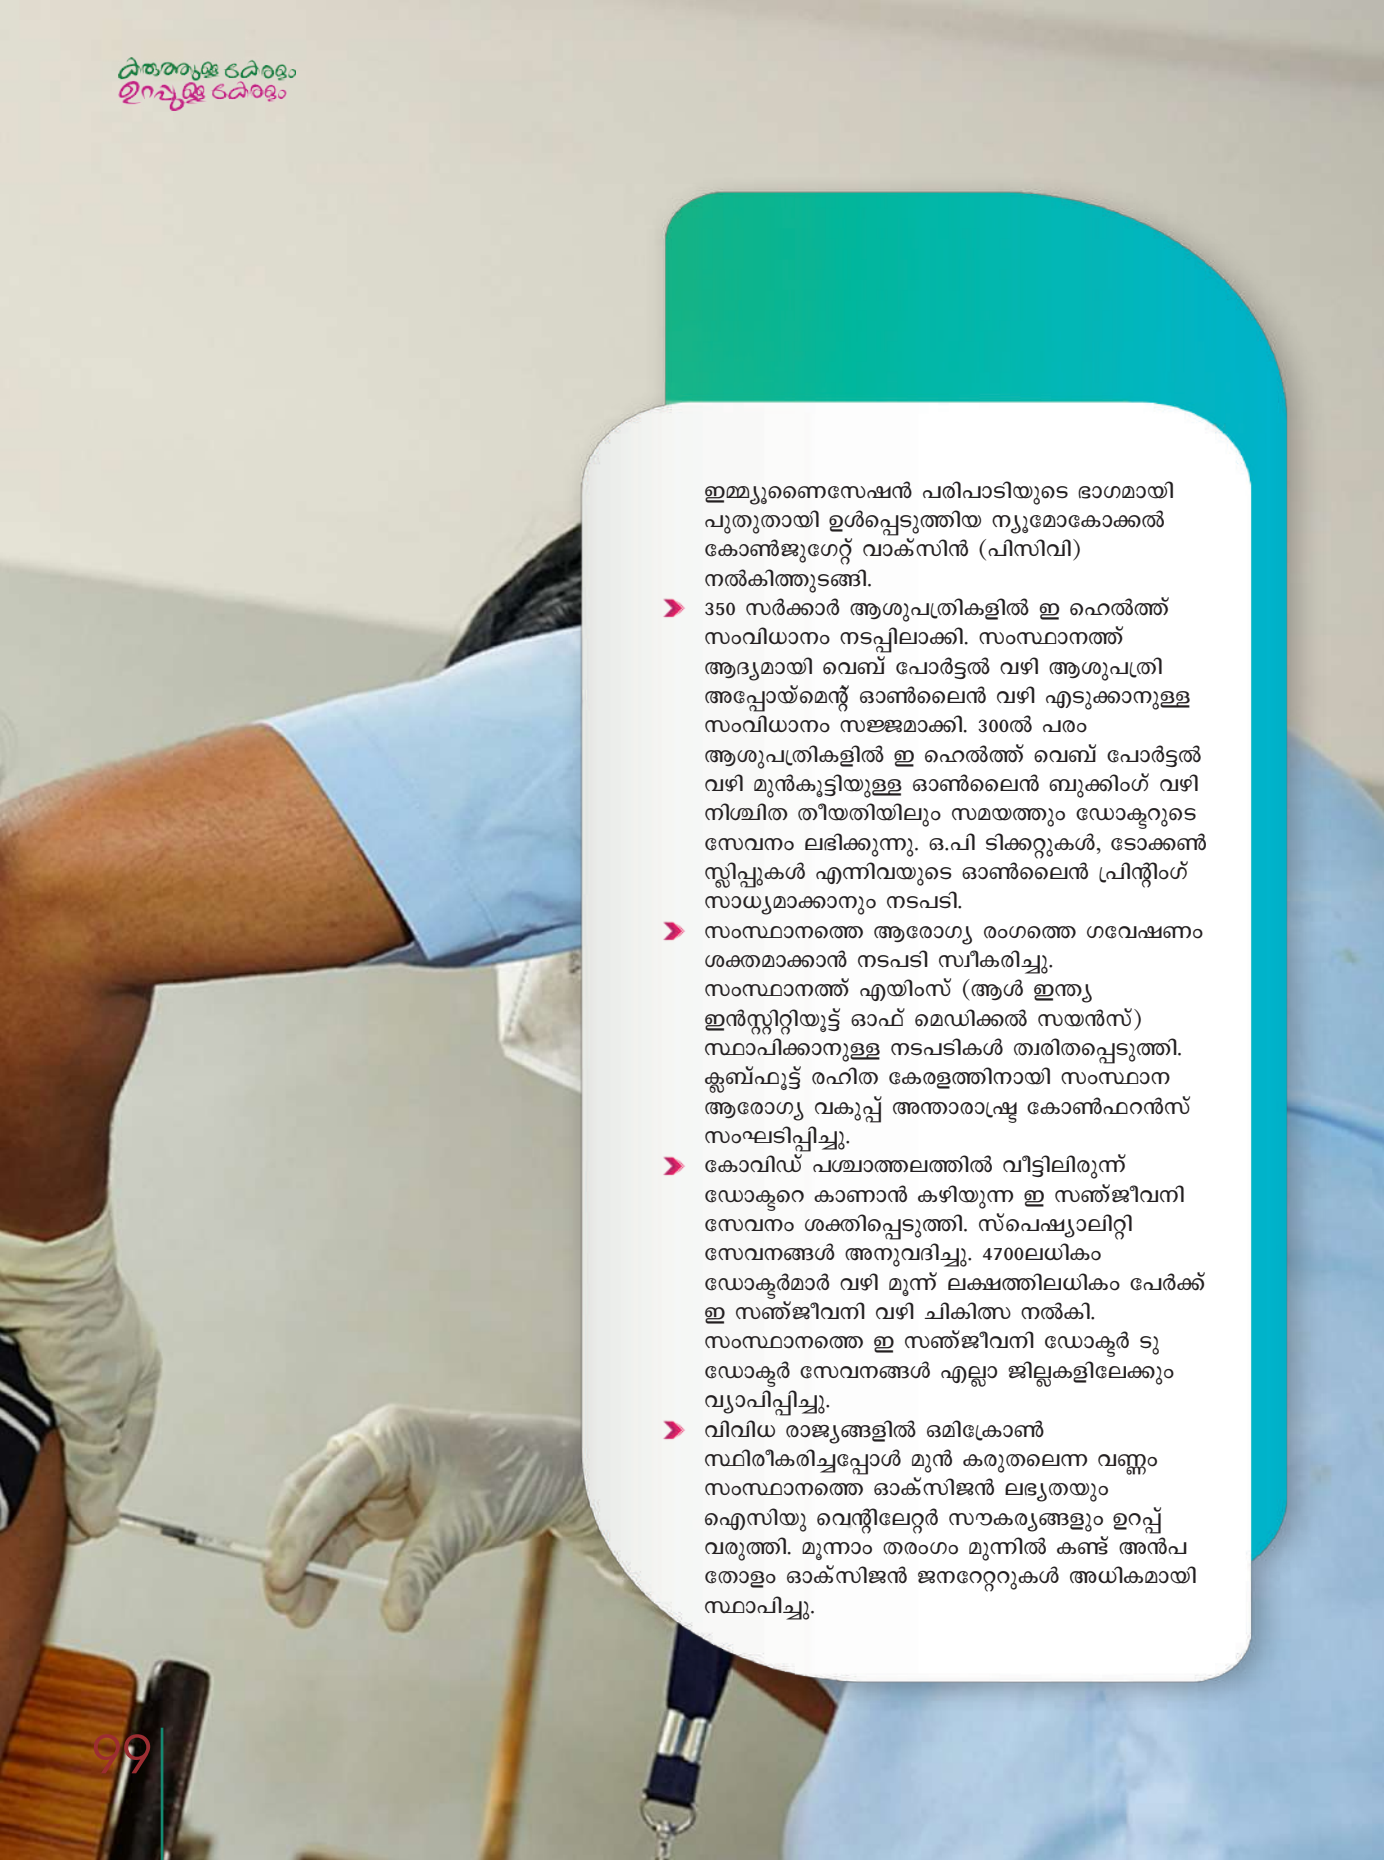 കരുത്തുള്ള കേരളം
ഉറപ്പുള്ള കേരളം
ഇമ്മ്യൂണൈസേഷൻ പരിപാടിയുടെ ഭാഗമായി
പുതുതായി ഉൾപ്പെടുത്തിയ ന്യൂമോകോക്കൽ
കോൺജുഗേറ്റ് വാക്സിൻ (പിസിവി)
നൽകിത്തുടങ്ങി.
350 സർക്കാർ ആശുപത്രികളിൽ ഇ ഹെൽത്ത്
സംവിധാനം നടപ്പിലാക്കി. സംസ്ഥാനത്ത്
ആദ്യമായി വെബ് പോർട്ടൽ വഴി ആശുപത്രി
അപ്പോയ്മെന്റ് ഓൺലൈൻ വഴി എടുക്കാനുള്ള
സംവിധാനം സജ്ജമാക്കി. 300ൽ പരം
ആശുപത്രികളിൽ ഇ ഹെൽത്ത് വെബ് പോർട്ടൽ
വഴി മുൻകൂട്ടിയുള്ള ഓൺലൈൻ ബുക്കിംഗ് വഴി
നിശ്ചിത തീയതിയിലും സമയത്തും ഡോക്ടറുടെ
സേവനം ലഭിക്കുന്നു. ഒ.പി ടിക്കറ്റുകൾ, ടോക്കൺ
സ്ലിപ്പുകൾ എന്നിവയുടെ ഓൺലൈൻ പ്രിന്റിംഗ്
സാധ്യമാക്കാനും നടപടി.
സംസ്ഥാനത്തെ ആരോഗ്യ രംഗത്തെ ഗവേഷണം
ശക്തമാക്കാൻ നടപടി സ്വീകരിച്ചു.
സംസ്ഥാനത്ത് എയിംസ് (ആൾ ഇന്ത്യ
ഇൻസ്റ്റിറ്റിയൂട്ട് ഓഫ് മെഡിക്കൽ സയൻസ്)
സ്ഥാപിക്കാനുള്ള നടപടികൾ ത്വരിതപ്പെടുത്തി.
ക്ലബ്ഫൂട്ട് രഹിത കേരളത്തിനായി സംസ്ഥാന
ആരോഗ്യ വകുപ്പ് അന്താരാഷ്ട്ര കോൺഫറൻസ്
സംഘടിപ്പിച്ചു.
കോവിഡ് പശ്ചാത്തലത്തിൽ വീട്ടിലിരുന്ന്
ഡോക്ടറെ കാണാൻ കഴിയുന്ന ഇ സഞ്ജീവനി
സേവനം ശക്തിപ്പെടുത്തി. സ്പെഷ്യാലിറ്റി
സേവനങ്ങൾ അനുവദിച്ചു. 4700ലധികം
ഡോക്ടർമാർ വഴി മൂന്ന് ലക്ഷത്തിലധികം പേർക്ക്
ഇ സഞ്ജീവനി വഴി ചികിത്സ നൽകി.
സംസ്ഥാനത്തെ ഇ സഞ്ജീവനി ഡോക്ടർ ടു
ഡോക്ടർ സേവനങ്ങൾ എല്ലാ ജില്ലകളിലേക്കും
വ്യാപിപ്പിച്ചു.
വിവിധ രാജ്യങ്ങളിൽ ഒമിക്രോൺ
സ്ഥിരീകരിച്ചപ്പോൾ മുൻ കരുതലെന്ന വണ്ണം
സംസ്ഥാനത്തെ ഓക്സിജൻ ലഭ്യതയും
ഐസിയു വെന്റിലേറ്റർ സൗകര്യങ്ങളും ഉറപ്പ്
വരുത്തി. മൂന്നാം തരംഗം മുന്നിൽ കണ്ട് അൻപ
തോളം ഓക്സിജൻ ജനറേറ്ററുകൾ അധികമായി
സ്ഥാപിച്ചു.
99